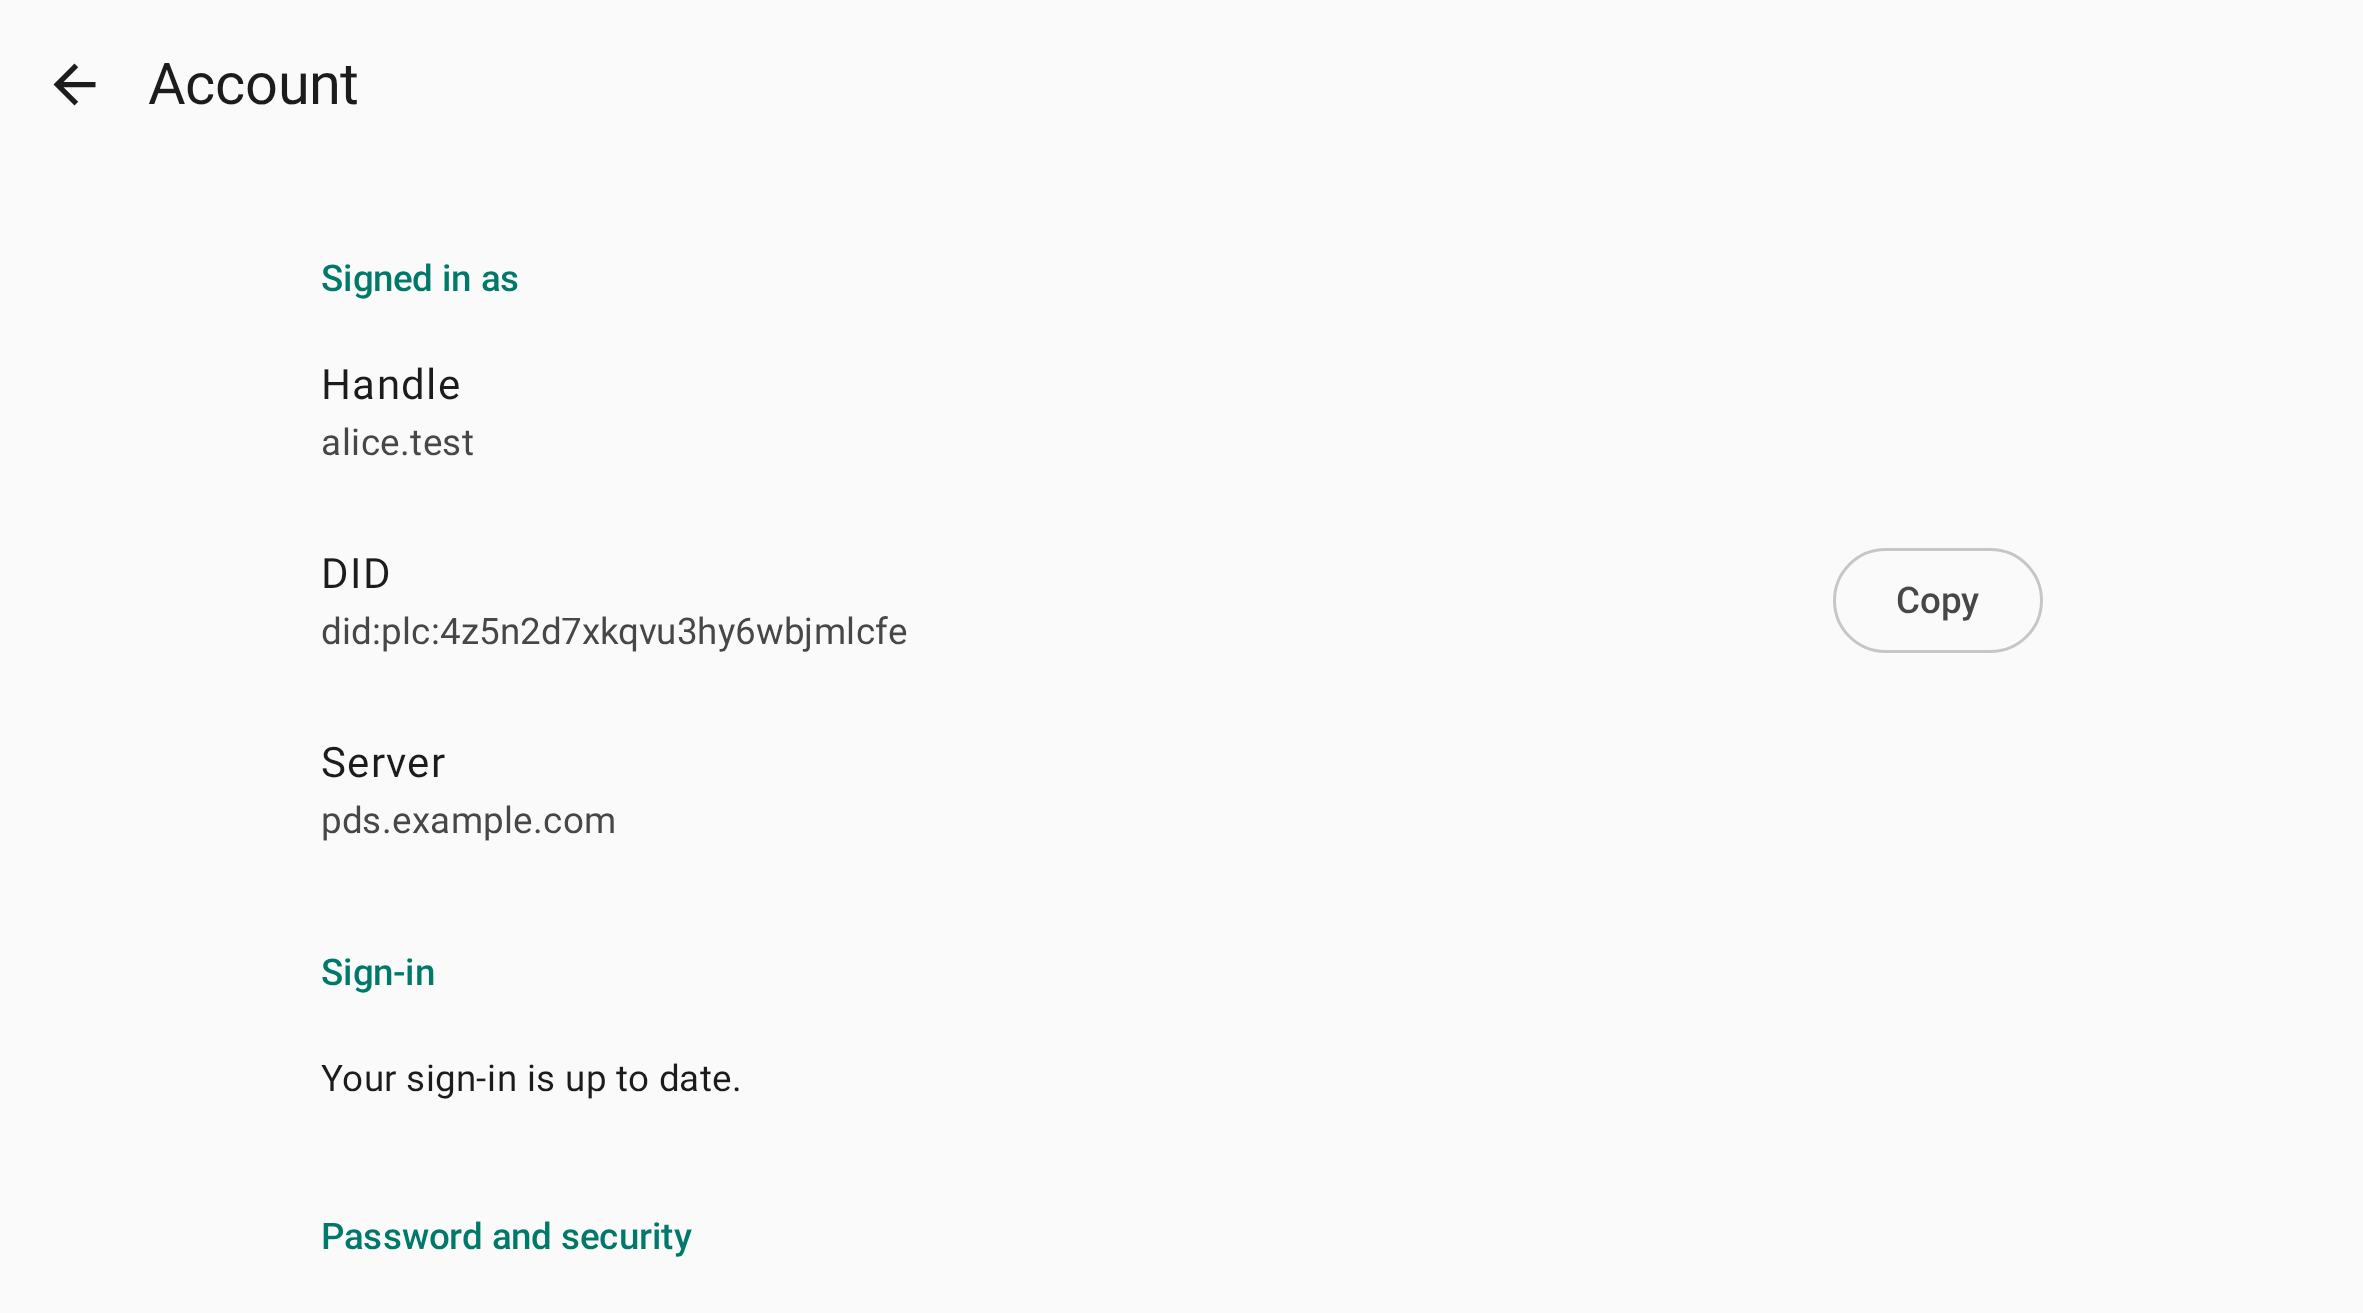 Account
Signed in as
Handle
alice.test
DID
did:plc:4z5n2d7xkqvu3hy6wbjmlcfe
Copy
Server
pds.example.com
Sign-in
Your sign-in is up to date.
Password and security